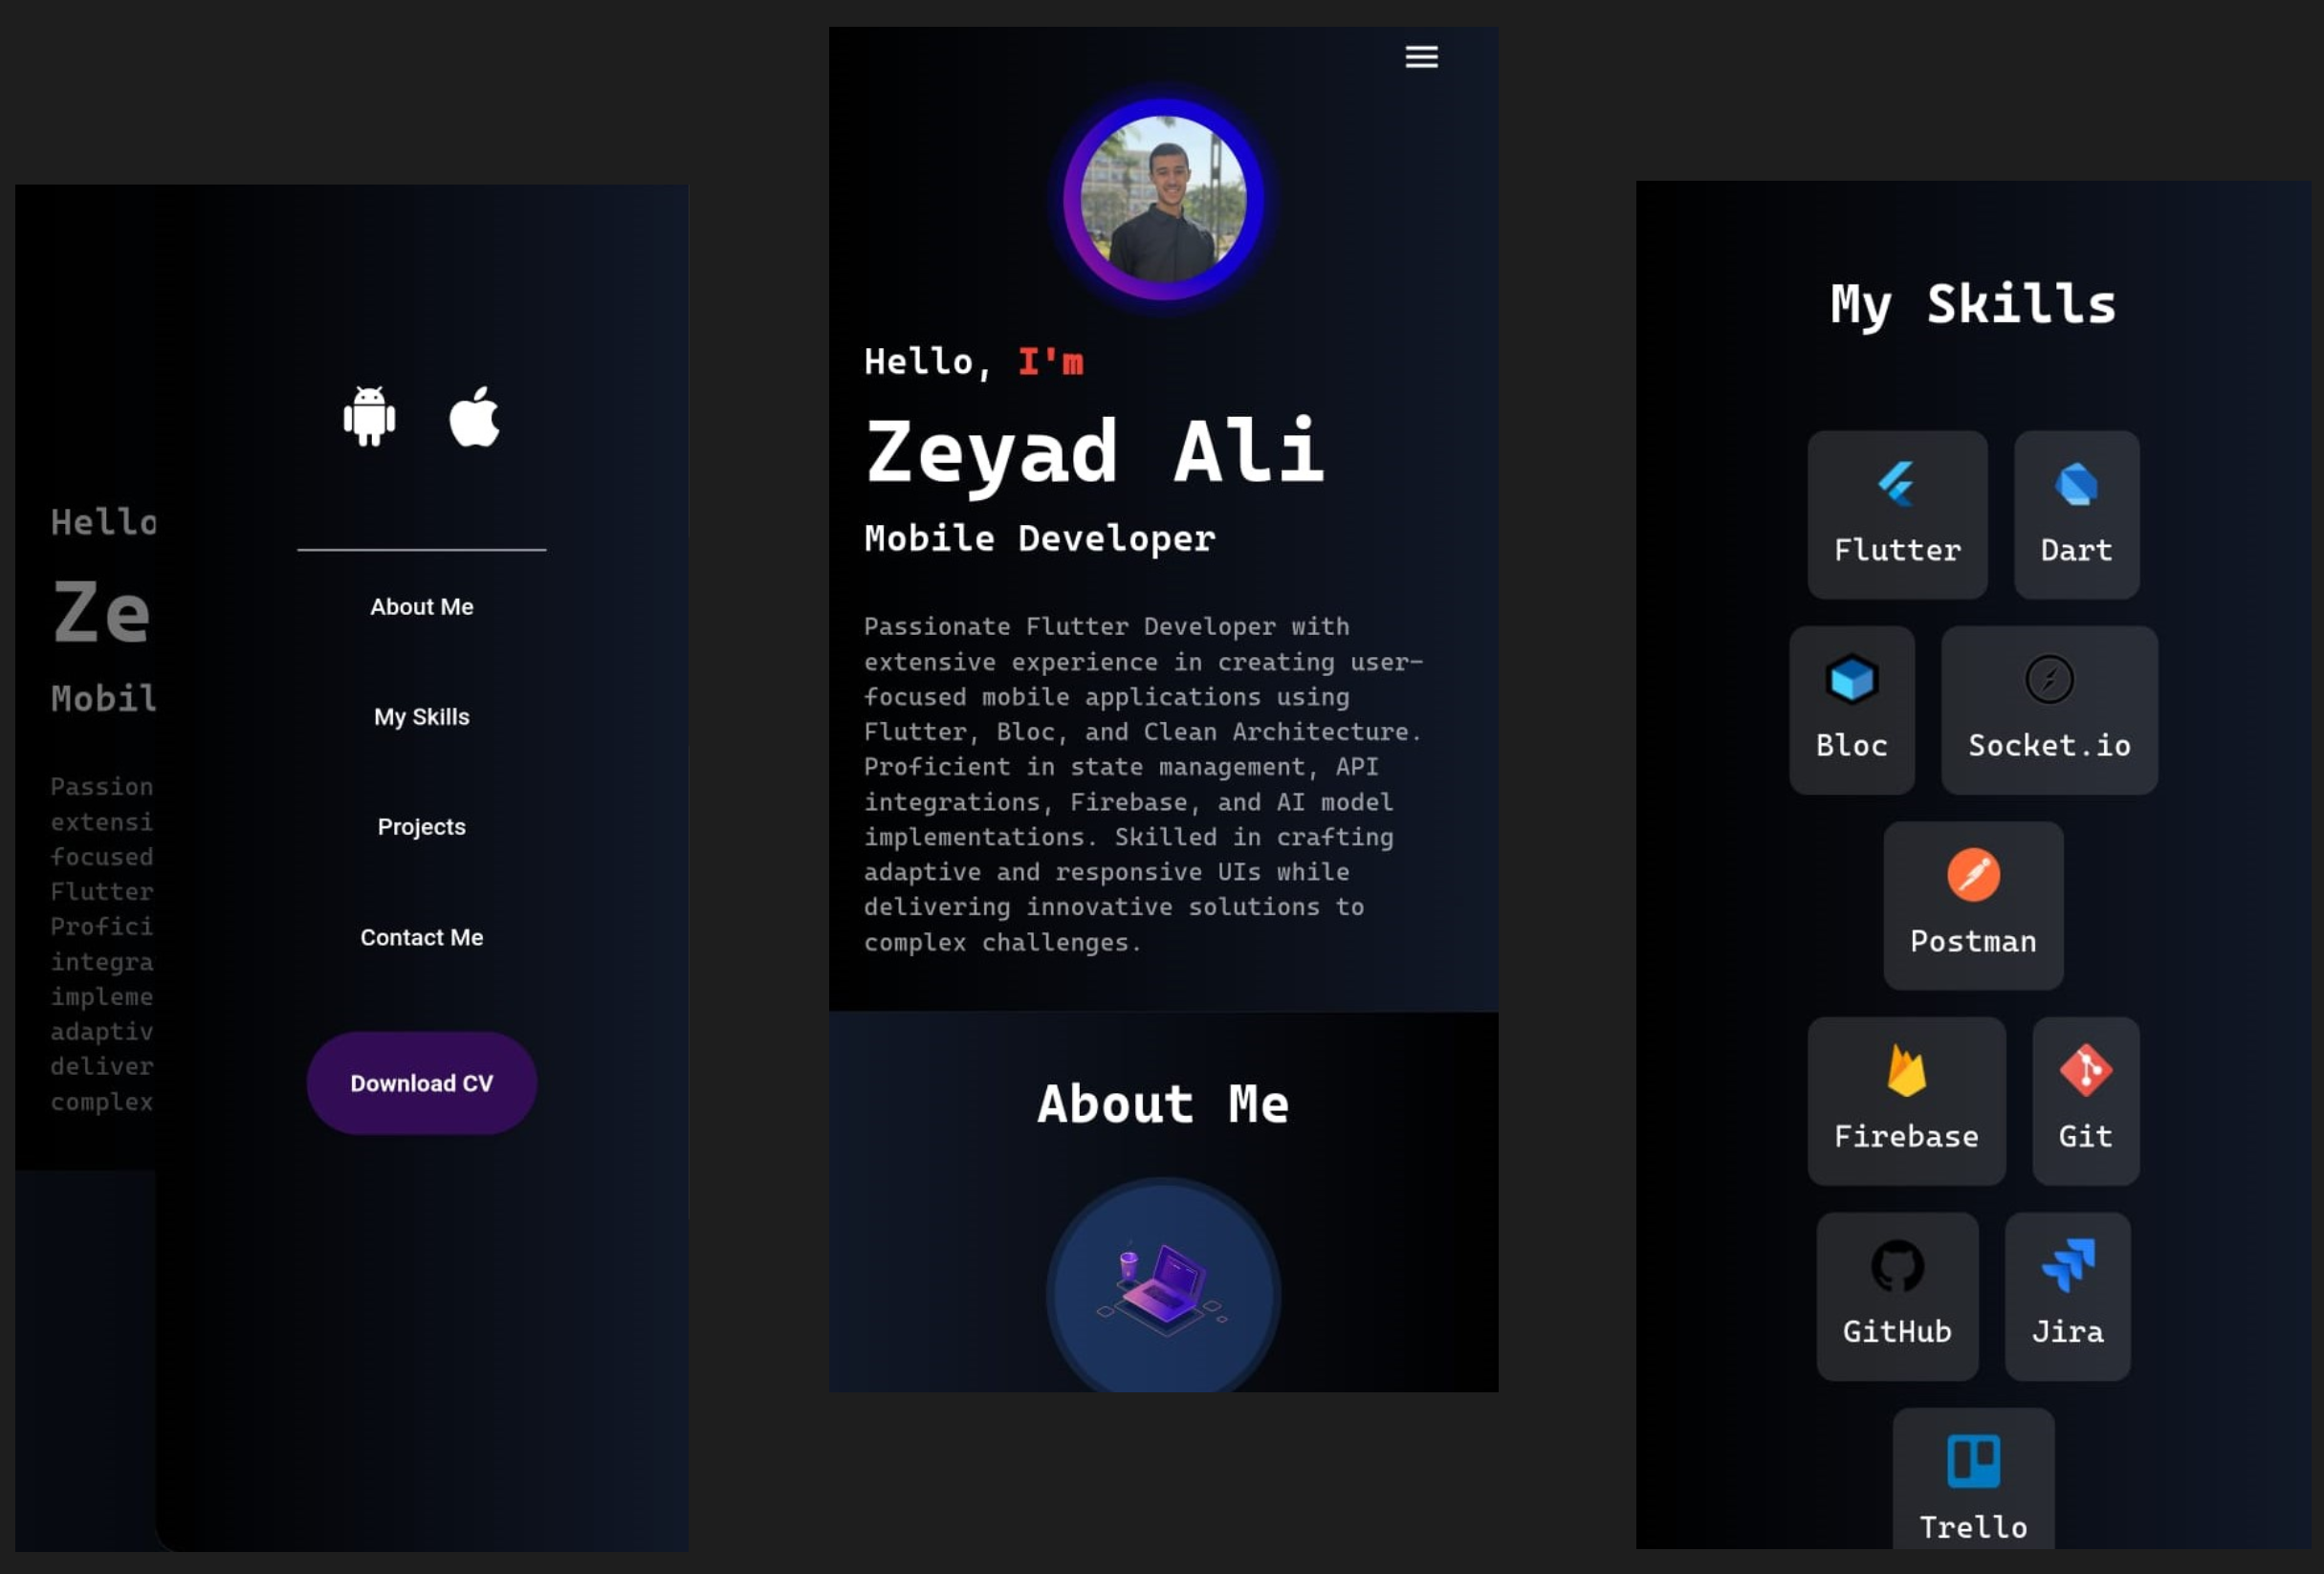 Hello
Ze
Mobil
Passion
extensi
focused
Flutter
Profici
integra
impleme
adaptiv
deliver
complex
About Me
My Skills
Projects
Contact Me
Download CV
Hello, I'm
Zeyad Ali
Mobile Developer
Passionate Flutter Developer with
extensive experience in creating user-
focused mobile applications using
Flutter, Bloc, and Clean Architecture.
Proficient in state management, API
integrations, Firebase, and AI model
implementations. Skilled in crafting
adaptive and responsive UIs while
delivering innovative solutions to
complex challenges.
About Me
My Skills
Flutter Dart
Bloc Socket.io
Postman
Firebase Git
GitHub Jira
Trello